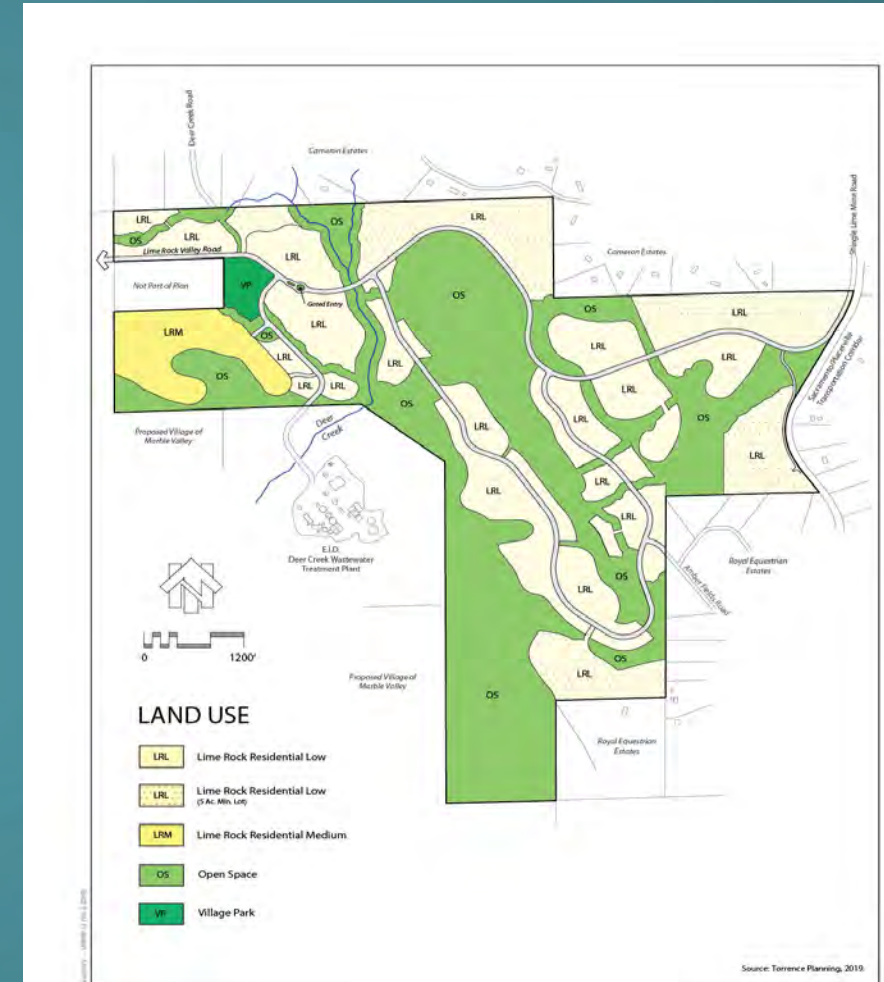 Deer Creek Road
Cameron Estates
Shingle Lime Mine Road
LRL
OS
LRL
Lime Rock Valley Road
OS
LRL
LRL
Cameron Estates
Not Part of Plan
VP
Gated Entry
OS
OS
LRL
LRM
LRL
OS
LRL
LRL
LRL
Sacramento/Placerville
Transportation Corridor
OS
LRL
LRL
LRL
LRL
OS
LRL
OS
LRL
Proposed Village of
Marble Valley
Deer
Creek
LRL
LRL
LRL
LRL
E.I.D.
Deer Creek Wastewater
Treatment Plant
Royal Equestrian
Estates
Amber Fields Road
LRL
OS
0
1200'
OS
LRL
Proposed Village of
Marble Valley
OS
Royal Equestrian
Estates
LAND USE
LRL Lime Rock Residential Low
LRL Lime Rock Residential Low
(5 Ac. Min. Lot)
LRM Lime Rock Residential Medium
OS Open Space
VP Village Park
Source: Torrence Planning, 2019.